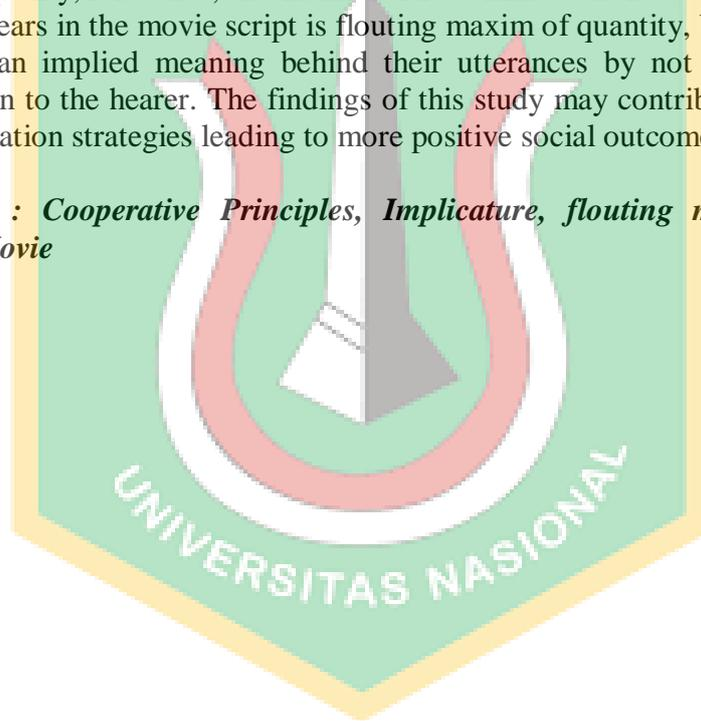 ears in the movie script is flouting maxim of quantity,
an implied meaning behind their utterances by not
n to the hearer. The findings of this study may contrib
ation strategies leading to more positive social outcome
: Cooperative Principles, Implicature, flouting
ovie
UNIVERSITAS NASIONAL